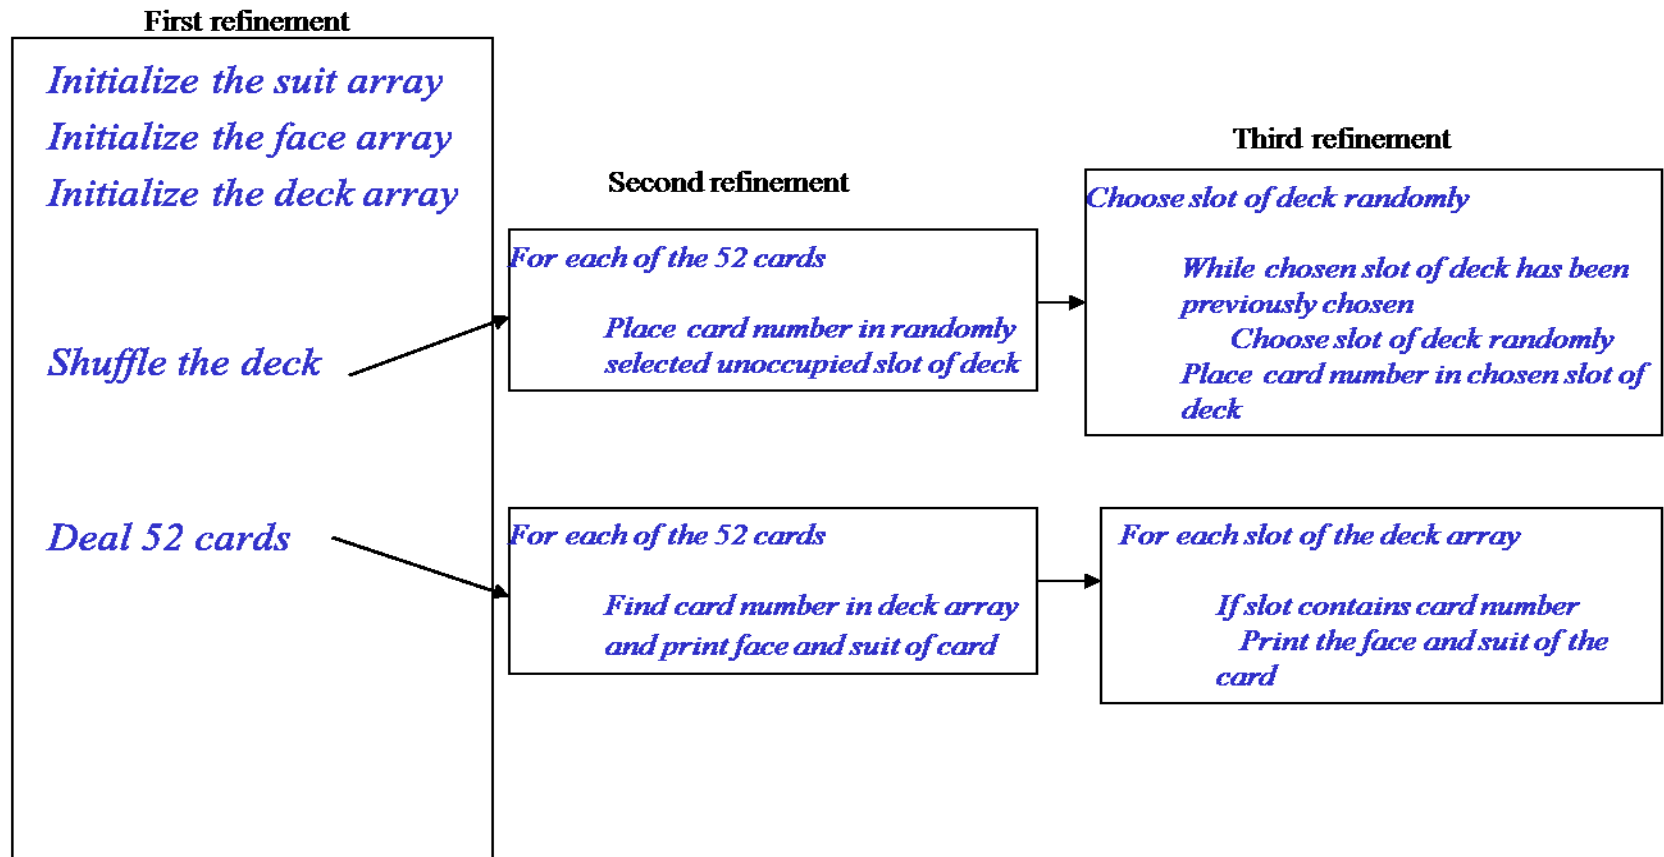 First refinement
Initialize the suit array
Initialize the face array
Initialize the deck array
Shuffle the deck
Deal 52 cards
Second refinement
For each of the 52 cards
Place card number in randomly
selected unoccupied slot of deck
For each of the 52 cards
Find card number in deck array
and print face and suit of card
Third refinement
Choose slot of deck randomly
While chosen slot of deck has been
previously chosen
Choose slot of deck randomly
Place card number in chosen slot of
deck
For each slot of the deck array
If slot contains card number
Print the face and suit of the
card